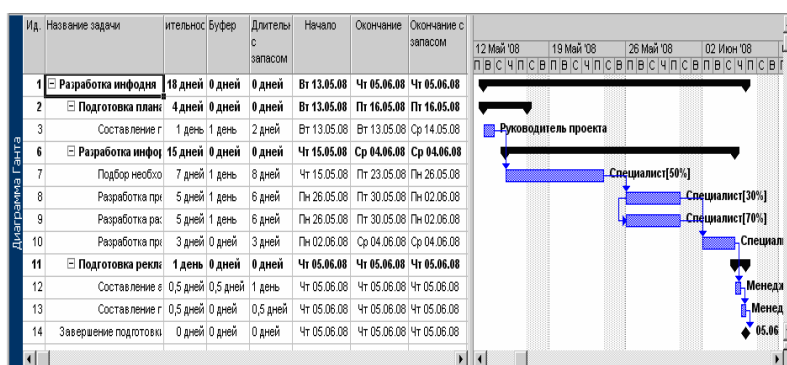 Ид. Название задачи ительнос Буфер Длитель Начало Окончание Окончание с
с запасом
запасом
12 Май '08 19 Май '08 26 Май '08 02 Июн '08
П В С Ч П С В П В С Ч П С В П В С Ч П С В П В С Ч П С В
1 Разработка инфодня 18 дней 0 дней 0 дней Вт 13.05.08 Чт 05.06.08 Чт 05.06.08
2 Подготовка плана 4 дней 0 дней 0 дней Вт 13.05.08 Пт 16.05.08 Пт 16.05.08
3 Составление г 1 день 1 день 2 дней Вт 13.05.08 Вт 13.05.08 Ср 14.05.08 Руководитель проекта
6 Разработка инфор 15 дней 0 дней 0 дней Чт 15.05.08 Ср 04.06.08 Ср 04.06.08
7 Подбор необхо 7 дней 1 день 8 дней Чт 15.05.08 Пт 23.05.08 Пн 26.05.08 Специалист[50%]
8 Разработка пре 5 дней 1 день 6 дней Пн 26.05.08 Пт 30.05.08 Пн 02.06.08 Специалист[30%]
9 Разработка раз 5 дней 1 день 6 дней Пн 26.05.08 Пт 30.05.08 Пн 02.06.08 Специалист[70%]
10 Разработка пра 3 дней 0 дней 3 дней Пн 02.06.08 Ср 04.06.08 Ср 04.06.08 Специал
11 Подготовка рекла 1 день 0 дней 0 дней Чт 05.06.08 Чт 05.06.08 Чт 05.06.08
12 Составление 0,5 дней 0,5 дней 1 день Чт 05.06.08 Чт 05.06.08 Чт 05.06.08 Менедж
13 Составление г 0,5 дней 0 дней 0,5 дней Чт 05.06.08 Чт 05.06.08 Чт 05.06.08 Менед
14 Завершение подготовки 0 дней 0 дней 0 дней Чт 05.06.08 Чт 05.06.08 Чт 05.06.08 05.06
Диаграмма Ганта